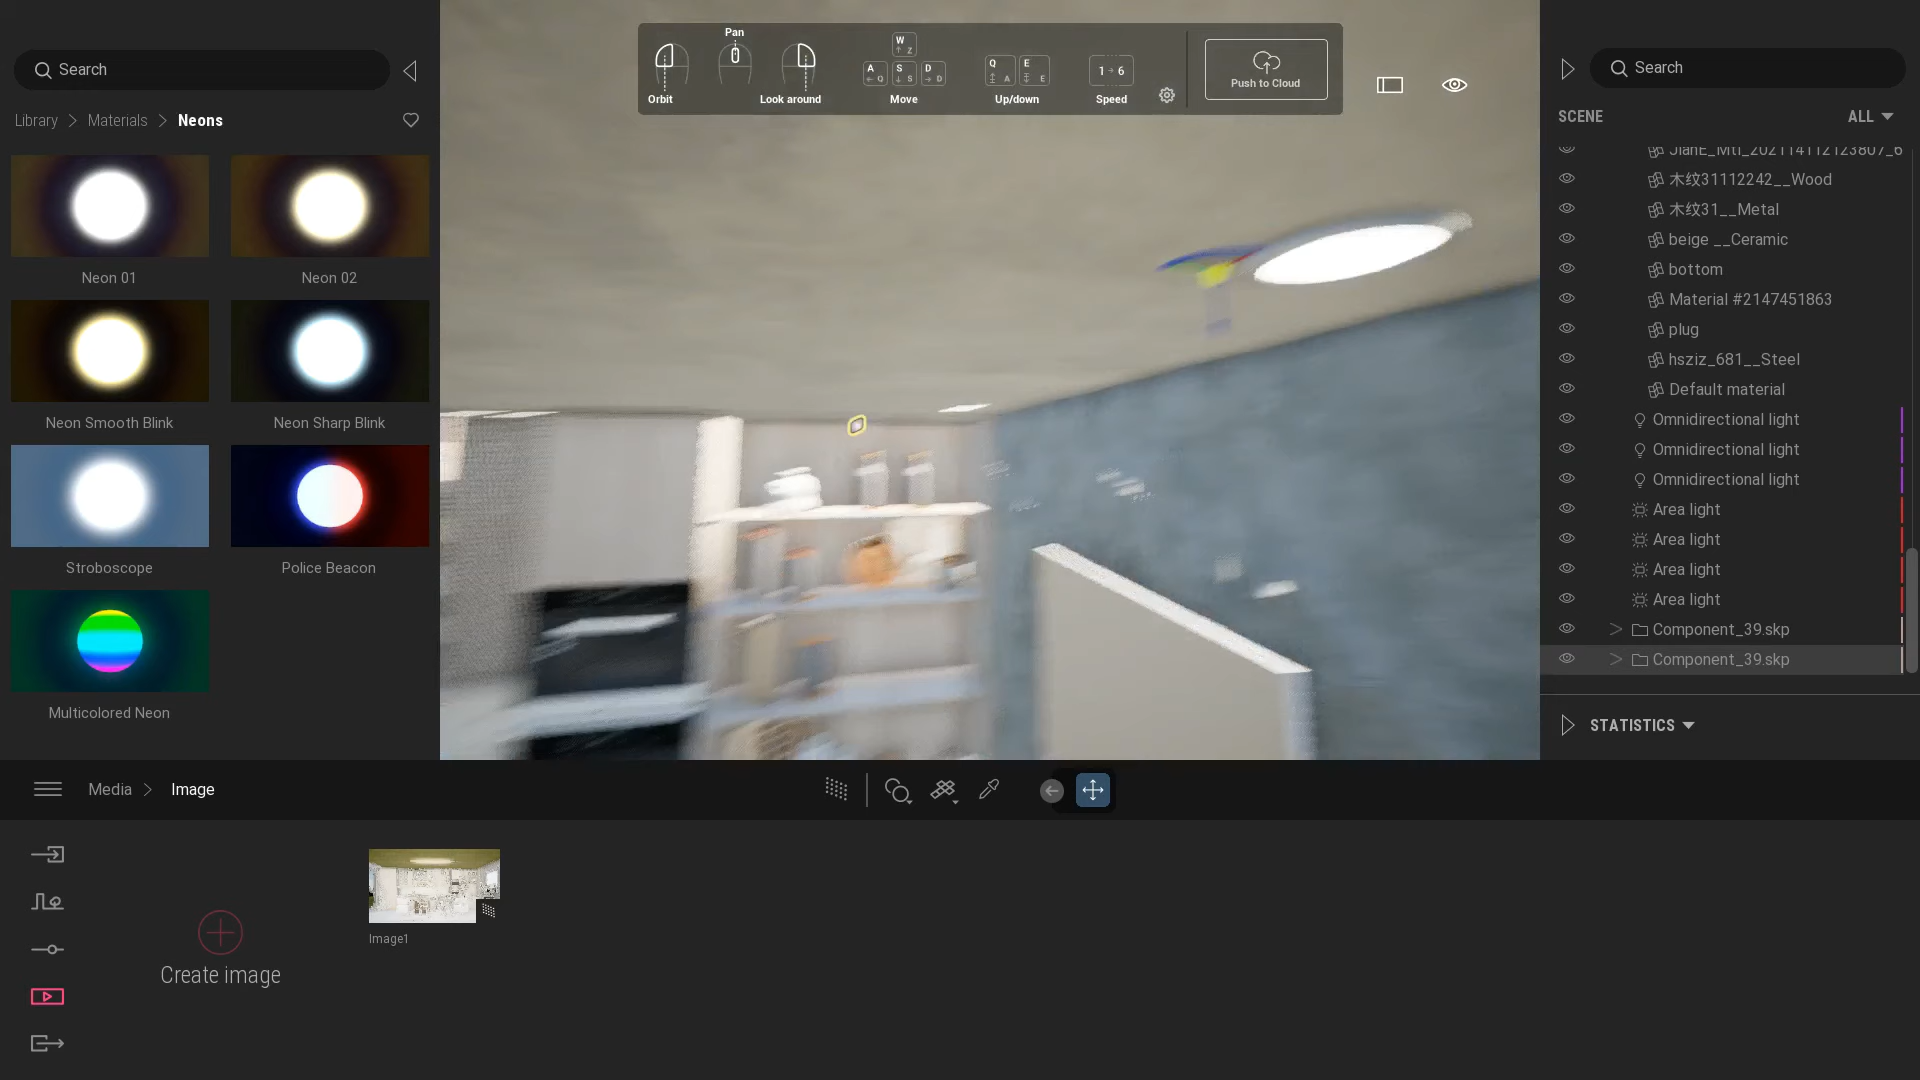 Search
Library
Materials
Neons
Neon 01
Neon 02
Neon Smooth Blink
Neon Sharp Blink
Stroboscope
Police Beacon
Multicolored Neon
Pan
W
Z
A
Q
S
S
D
D
Q
A
E
E
1
6
Orbit
Look around
Move
Up/down
Speed
Push to Cloud
Search
SCENE
ALL
JianE_Mtl_202114112123807_6
木纹31112242__Wood
木纹31__Metal
beige __Ceramic
bottom
Material #2147451863
plug
hsziz_681__Steel
Default material
Omnidirectional light
Omnidirectional light
Omnidirectional light
Area light
Area light
Area light
Area light
Component_39.skp
Component_39.skp
STATISTICS
Media
Image
Create image
Image1